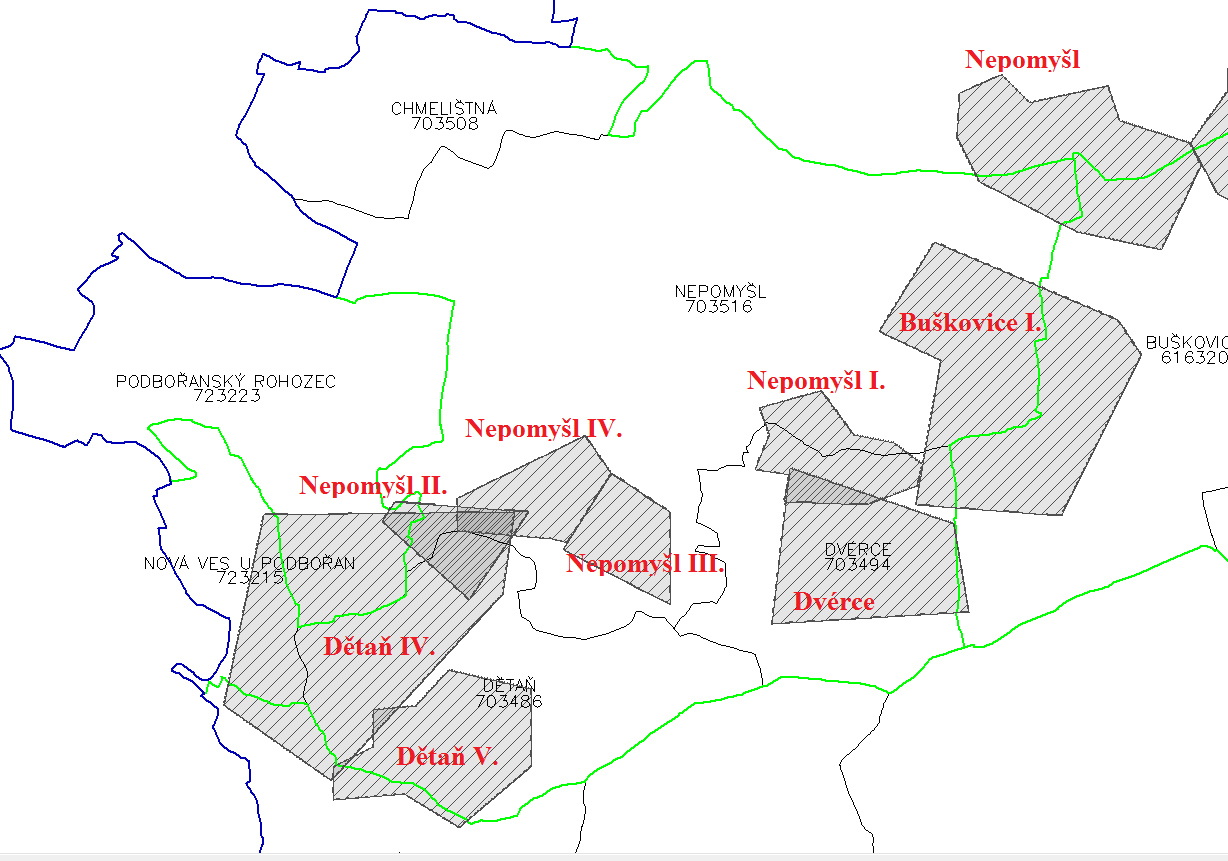 Nepomyšl
CHMELIŠTNÁ
703508
NEPOMYŠL
703516
Buškovice I.
BUŠKOVIC
616320
PODBOŘANSKÝ ROHOZEC
723223
Nepomyšl I.
Nepomyšl IV.
Nepomyšl II.
NOVÁ VES U PODBOŘAN
723215
Nepomyšl III.
DVÉRCE
703494
Dvérce
Dětaň IV.
DĚTAŇ
703486
Dětaň V.